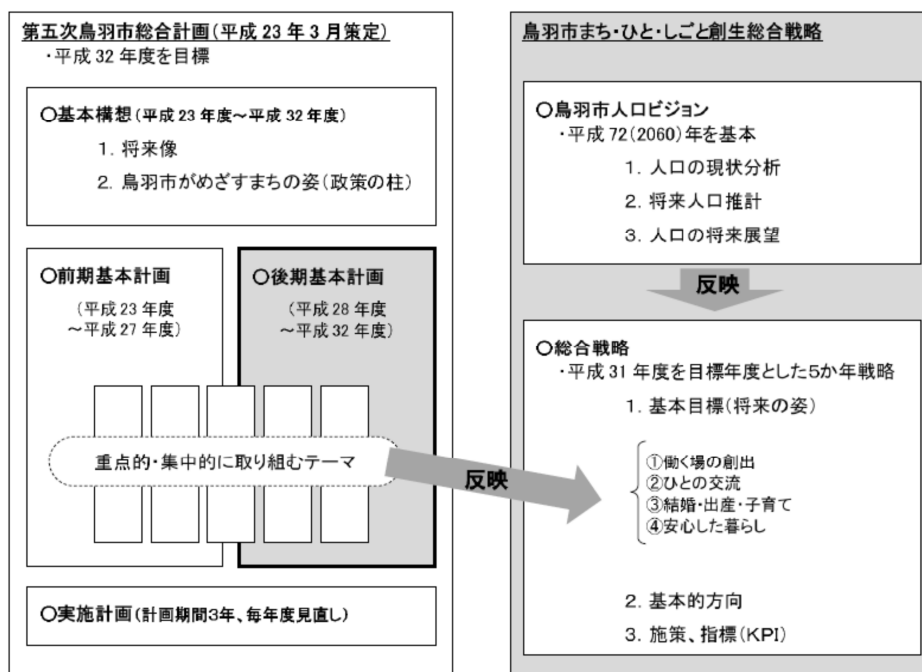 第五次鳥羽市総合計画(平成23年3月策定)
・平成32年度を目標
○基本構想(平成23年度～平成32年度)
1. 将来像
2. 鳥羽市がめざすまちの姿(政策の柱)
○前期基本計画
(平成23年度
～平成27年度)
○後期基本計画
(平成28年度
～平成32年度)
重点的・集中的に取り組むテーマ
○実施計画(計画期間3年、毎年度見直し)
反映
鳥羽市まち・ひと・しごと創生総合戦略
○鳥羽市人口ビジョン
・平成72(2060)年を基本
1. 人口の現状分析
2. 将来人口推計
3. 人口の将来展望
反映
○総合戦略
・平成31年度を目標年度とした5か年戦略
1. 基本目標(将来の姿)
①働く場の創出
②ひとの交流
③結婚・出産・子育て
④安心した暮らし
2. 基本的方向
3. 施策、指標(KPI)